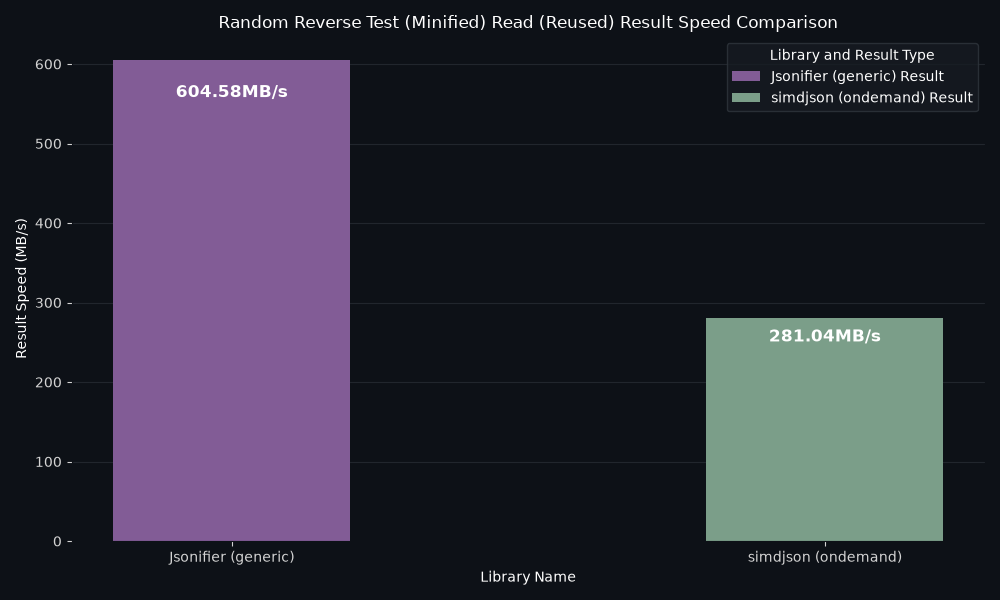 Random Reverse Test (Minified) Read (Reused) Result Speed Comparison
Library and Result Type
Jsonifier (generic) Result
simdjson (ondemand) Result
604.58MB/s
281.04MB/s
Result Speed (MB/s)
600
500
400
300
200
100
0
Jsonifier (generic)
simdjson (ondemand)
Library Name